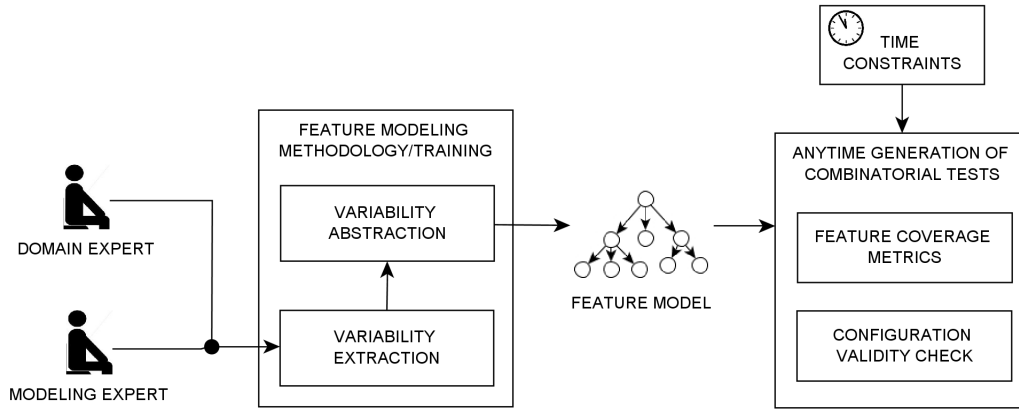 TIME
CONSTRAINTS
FEATURE MODELING
METHODOLOGY/TRAINING
ANYTIME GENERATION OF
COMBINATORIAL TESTS
VARIABILITY
ABSTRACTION
DOMAIN EXPERT
FEATURE COVERAGE
METRICS
FEATURE MODEL
VARIABILITY
EXTRACTION
CONFIGURATION
VALIDITY CHECK
MODELING EXPERT